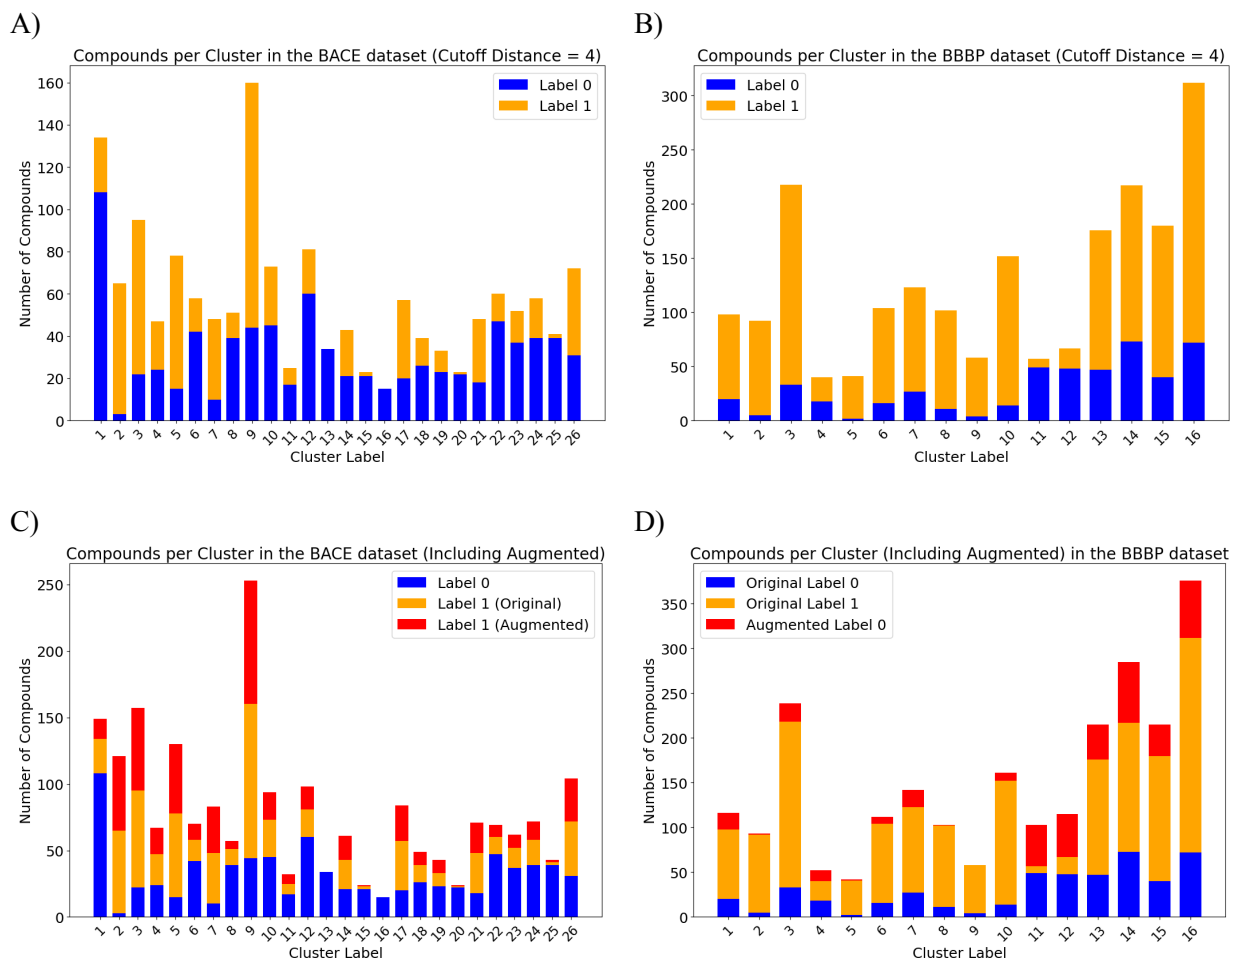 A)
Compounds per Cluster in the BACE dataset (Cutoff Distance = 4)
Label 0
Label 1
Number of Compounds
0
20
40
60
80
100
120
140
160
1 2 3 4 5 6 7 8 9 10 11 12 13 14 15 16 17 18 19 20 21 22 23 24 25 26
Cluster Label
B)
Compounds per Cluster in the BBBP dataset (Cutoff Distance = 4)
Label 0
Label 1
Number of Compounds
0
50
100
150
200
250
300
1 2 3 4 5 6 7 8 9 10 11 12 13 14 15 16
Cluster Label
C)
Compounds per Cluster in the BACE dataset (Including Augmented)
Label 0
Label 1 (Original)
Label 1 (Augmented)
Number of Compounds
0
50
100
150
200
250
1 2 3 4 5 6 7 8 9 10 11 12 13 14 15 16 17 18 19 20 21 22 23 24 25 26
Cluster Label
D)
Compounds per Cluster (Including Augmented) in the BBBP dataset
Original Label 0
Original Label 1
Augmented Label 0
Number of Compounds
0
50
100
150
200
250
300
350
1 2 3 4 5 6 7 8 9 10 11 12 13 14 15 16
Cluster Label